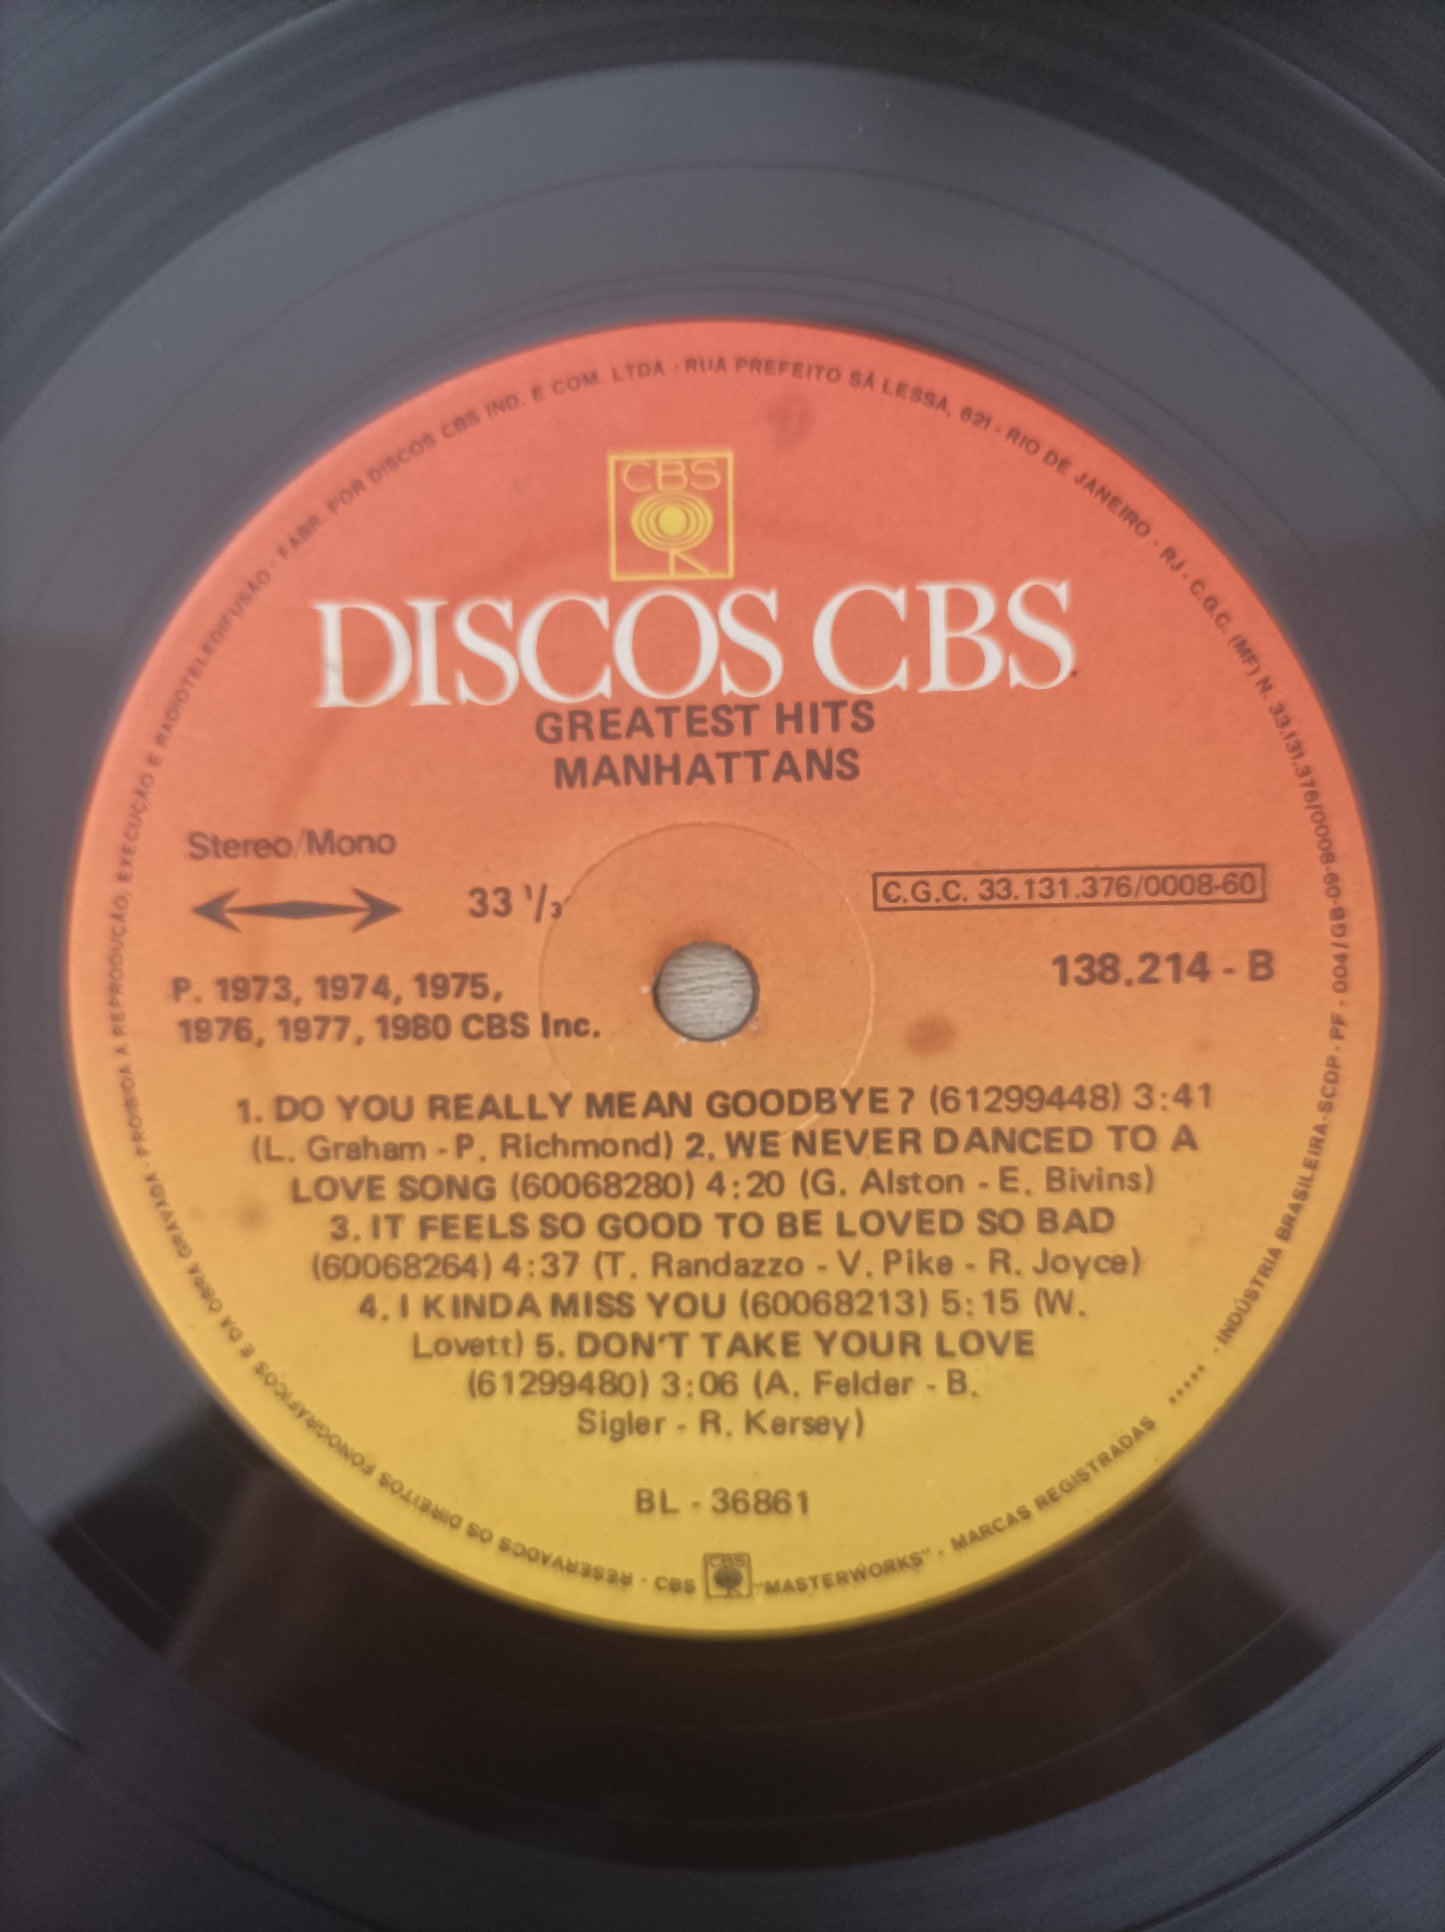 PROIBIDA A REPRODUÇÃO, EXECUÇÃO E RADIOTELEDIFUSÃO · FABR. POR DISCOS CBS IND. E COM. LTDA · RUA PREFEITO SÁ LESSA, 621 - RIO DE JANEIRO · RJ - C.G.C. (MF) N. 33.131.376/0008-60/GB-004 · PF · SCDP - INDÚSTRIA BRASILEIRA ·
CBS
DISCOS CBS
GREATEST HITS
MANHATTANS
Stereo/Mono
33 1/3
C.G.C. 33.131.376/0008-60
138.214 - B
P. 1973, 1974, 1975,
1976, 1977, 1980 CBS Inc.
1. DO YOU REALLY MEAN GOODBYE? (61299448) 3:41
(L. Graham - P. Richmond) 2. WE NEVER DANCED TO A
LOVE SONG (60068280) 4:20 (G. Alston - E. Bivins)
3. IT FEELS SO GOOD TO BE LOVED SO BAD
(60068264) 4:37 (T. Randazzo - V. Pike - R. Joyce)
4. I KINDA MISS YOU (60068213) 5:15 (W.
Lovett) 5. DON'T TAKE YOUR LOVE
(61299480) 3:06 (A. Felder - B.
Sigler - R. Kersey)
BL - 36861
RESERVADOS OS DIREITOS FONOGRÁFICOS E DA OBRA GRAVADA · CBS CBS "MASTERWORKS" · MARCAS REGISTRADAS